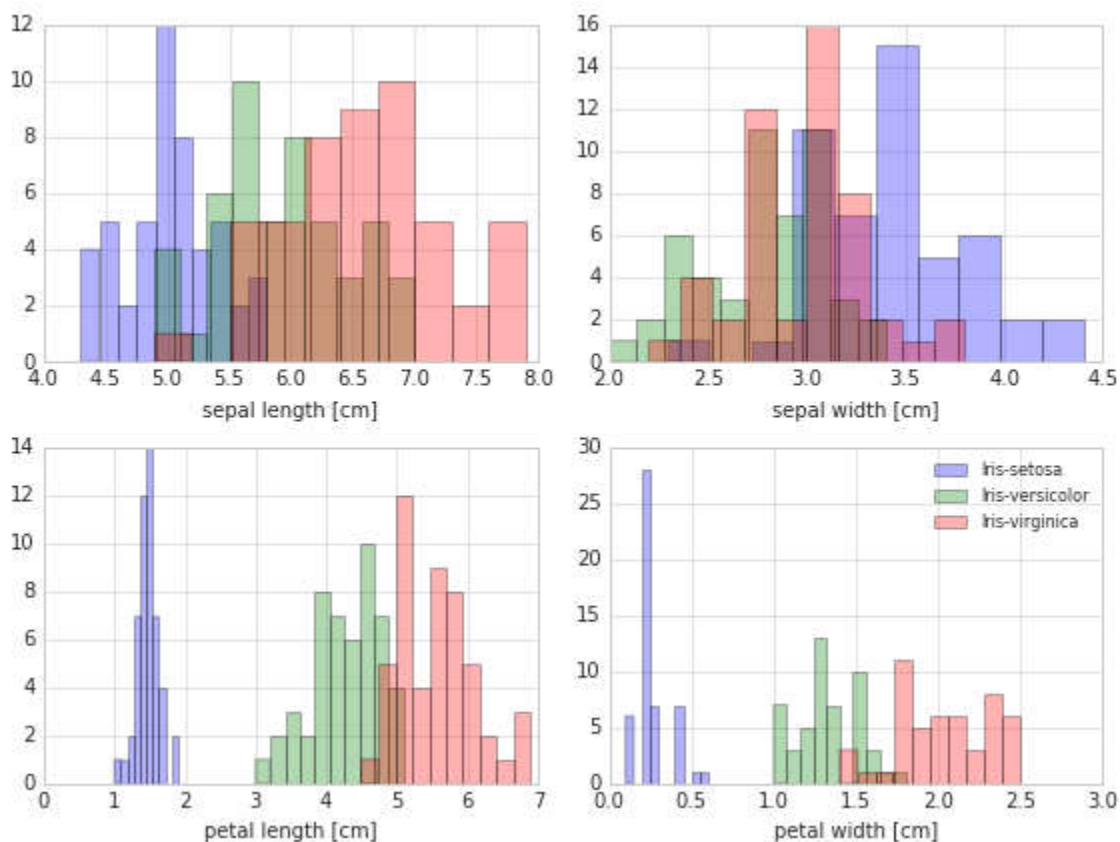 12
10
8
6
4
2
0
4.0 4.5 5.0 5.5 6.0 6.5 7.0 7.5 8.0
sepal length [cm]
16
14
12
10
8
6
4
2
0
2.0 2.5 3.0 3.5 4.0 4.5
sepal width [cm]
14
12
10
8
6
4
2
0
0 1 2 3 4 5 6 7
petal length [cm]
30
25
20
15
10
5
0
0.0 0.5 1.0 1.5 2.0 2.5 3.0
petal width [cm]
Iris-setosa
Iris-versicolor
Iris-virginica